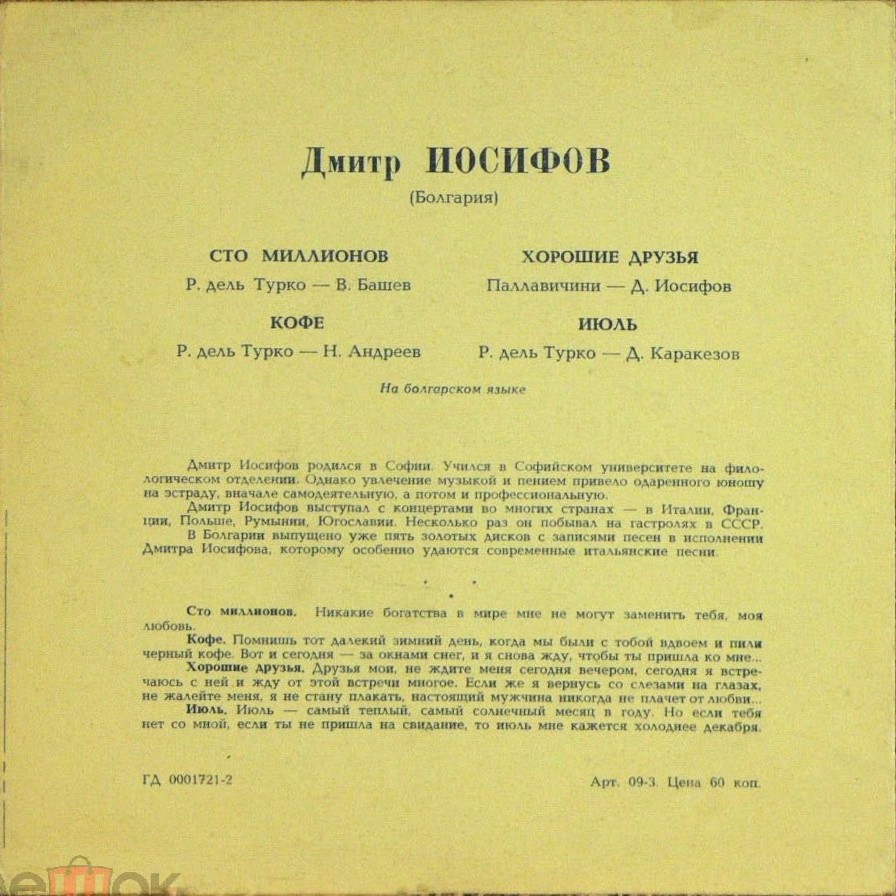 Дмитр ИОСИФОВ
(Болгария)
СТО МИЛЛИОНОВ
Р. дель Турко — В. Башев
КОФЕ
Р. дель Турко — Н. Андреев
ХОРОШИЕ ДРУЗЬЯ
Паллавичини — Д. Иосифов
ИЮЛЬ
Р. дель Турко — Д. Каракезов
На болгарском языке
Дмитр Иосифов родился в Софии. Учился в Софийском университете на фило-
логическом отделении. Однако увлечение музыкой и пением привело одаренного юношу
на эстраду, вначале самодеятельную, а потом и профессиональную.
Дмитр Иосифов выступал с концертами во многих странах — в Италии, Фран-
ции, Польше, Румынии, Югославии. Несколько раз он побывал на гастролях в СССР.
В Болгарии выпущено уже пять золотых дисков с записями песен в исполнении
Дмитра Иосифова, которому особенно удаются современные итальянские песни.
Сто миллионов. Никакие богатства в мире мне не могут заменить тебя, моя
любовь.
Кофе. Помнишь тот далекий зимний день, когда мы были с тобой вдвоем и пили
черный кофе. Вот и сегодня — за окнами снег, и я снова жду, чтобы ты пришла ко мне...
Хорошие друзья. Друзья мои, не ждите меня сегодня вечером, сегодня я встре-
чаюсь с ней и жду от этой встречи многое. Если же я вернусь со слезами на глазах,
не жалейте меня, я не стану плакать, настоящий мужчина никогда не плачет от любви...
Июль. Июль — самый теплый, самый солнечный месяц в году. Но если тебя
нет со мной, если ты не пришла на свидание, то июль мне кажется холоднее декабря.
ГД 0001721-2
Арт. 09-3. Цена 60 коп.